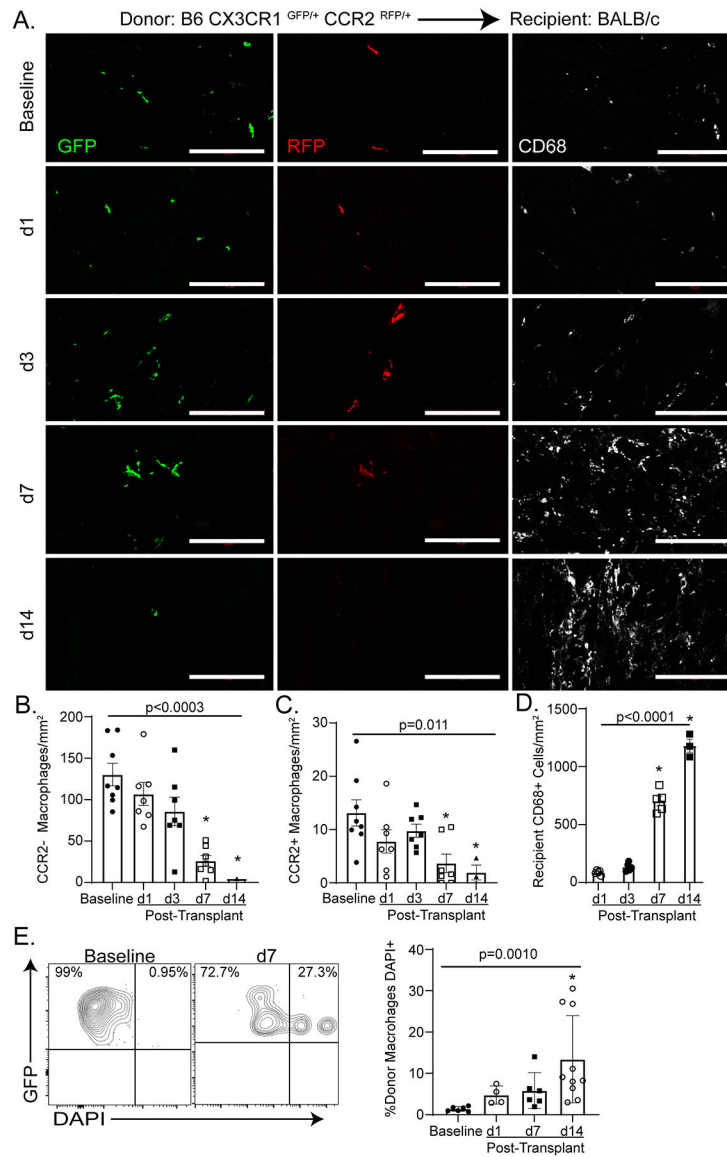 A.
Donor: B6 CX3CR1 GFP/+ CCR2 RFP/+ Recipient: BALB/c
Baseline
GFP
RFP
CD68
d1
d3
d7
d14
B.
p<0.0003
CCR2- Macrophages/mm²
200
150
100
50
0
Baseline d1 d3 d7 d14
* *
Post-Transplant
C.
p=0.011
CCR2+ Macrophages/mm²
30
20
10
0
Baseline d1 d3 d7 d14
* *
Post-Transplant
D.
p<0.0001
Recipient CD68+ Cells/mm²
1500
1000
500
0
d1 d3 d7 d14
* *
Post-Transplant
E.
Baseline
99% 0.95%
d7
72.7% 27.3%
GFP
DAPI
p=0.0010
%Donor Macrophages DAPI+
40
30
20
10
0
Baseline d1 d7 d14
*
Post-Transplant